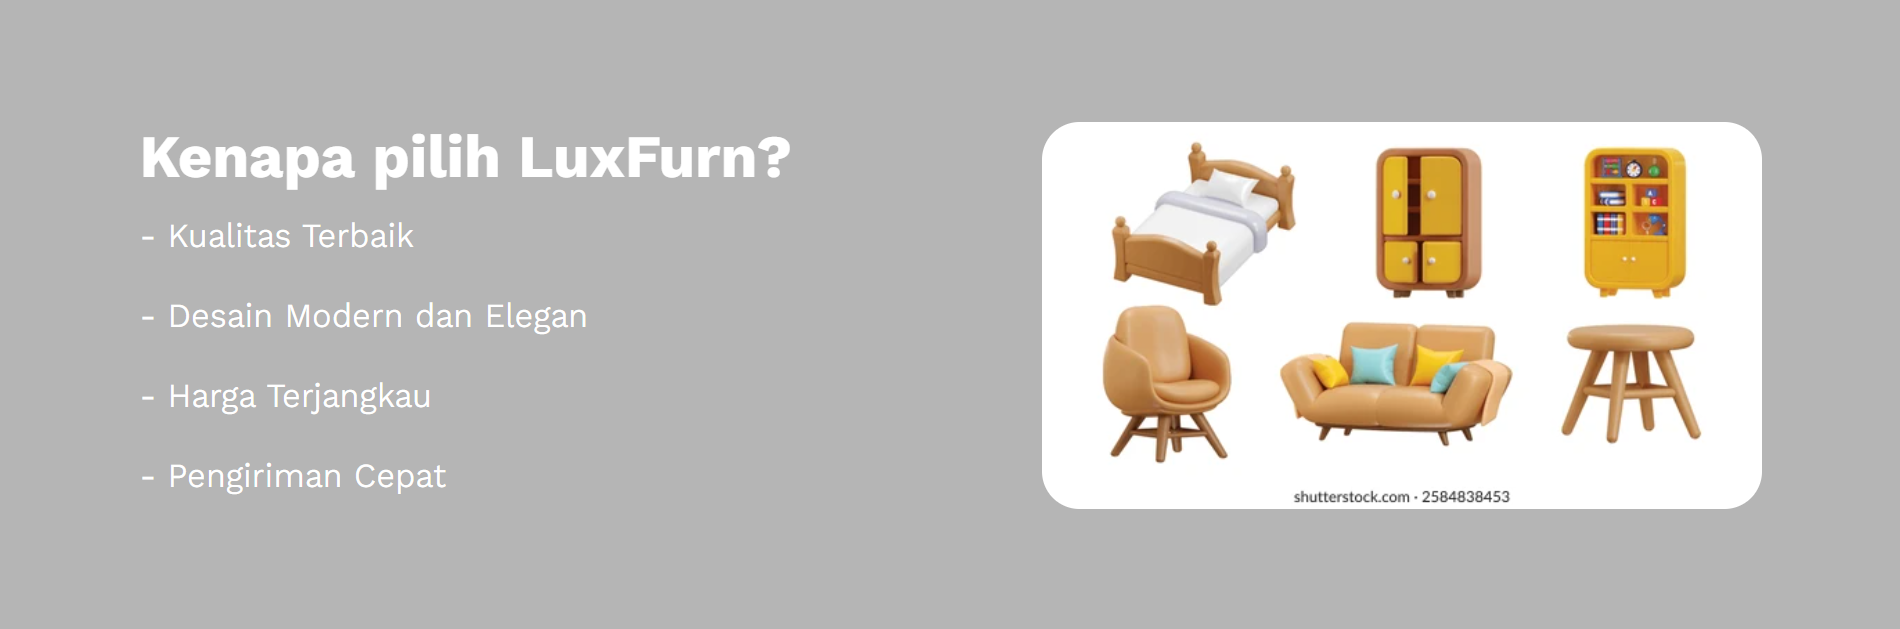 Kenapa pilih LuxFurn?
- Kualitas Terbaik
- Desain Modern dan Elegan
- Harga Terjangkau
- Pengiriman Cepat
shutterstock.com · 2584838453